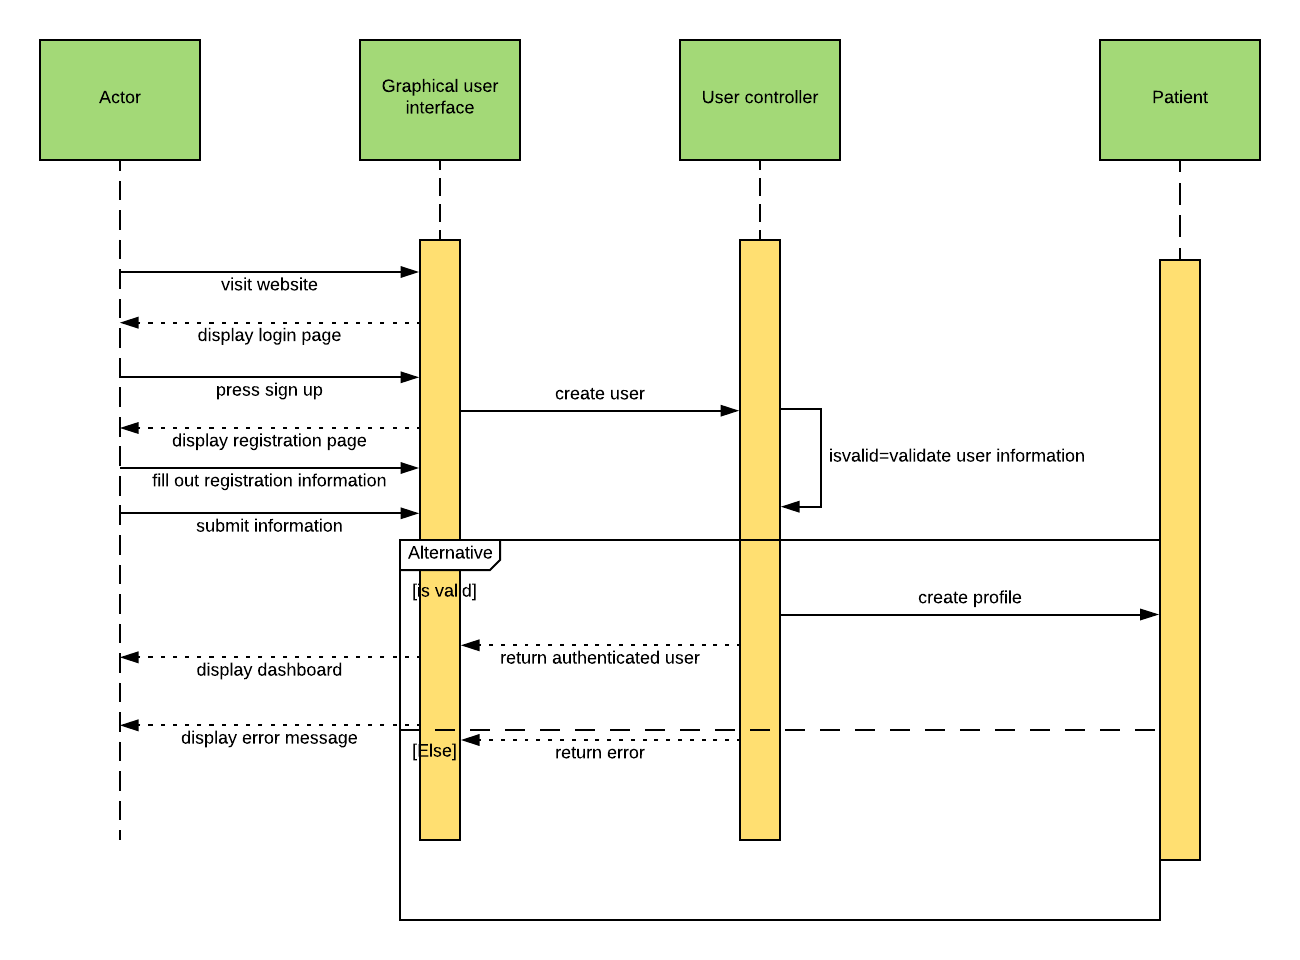 Actor
Graphical user
interface
User controller
Patient
visit website
display login page
press sign up
create user
display registration page
isvalid=validate user information
fill out registration information
submit information
Alternative
[is valid]
create profile
return authenticated user
display dashboard
display error message
[Else]
return error